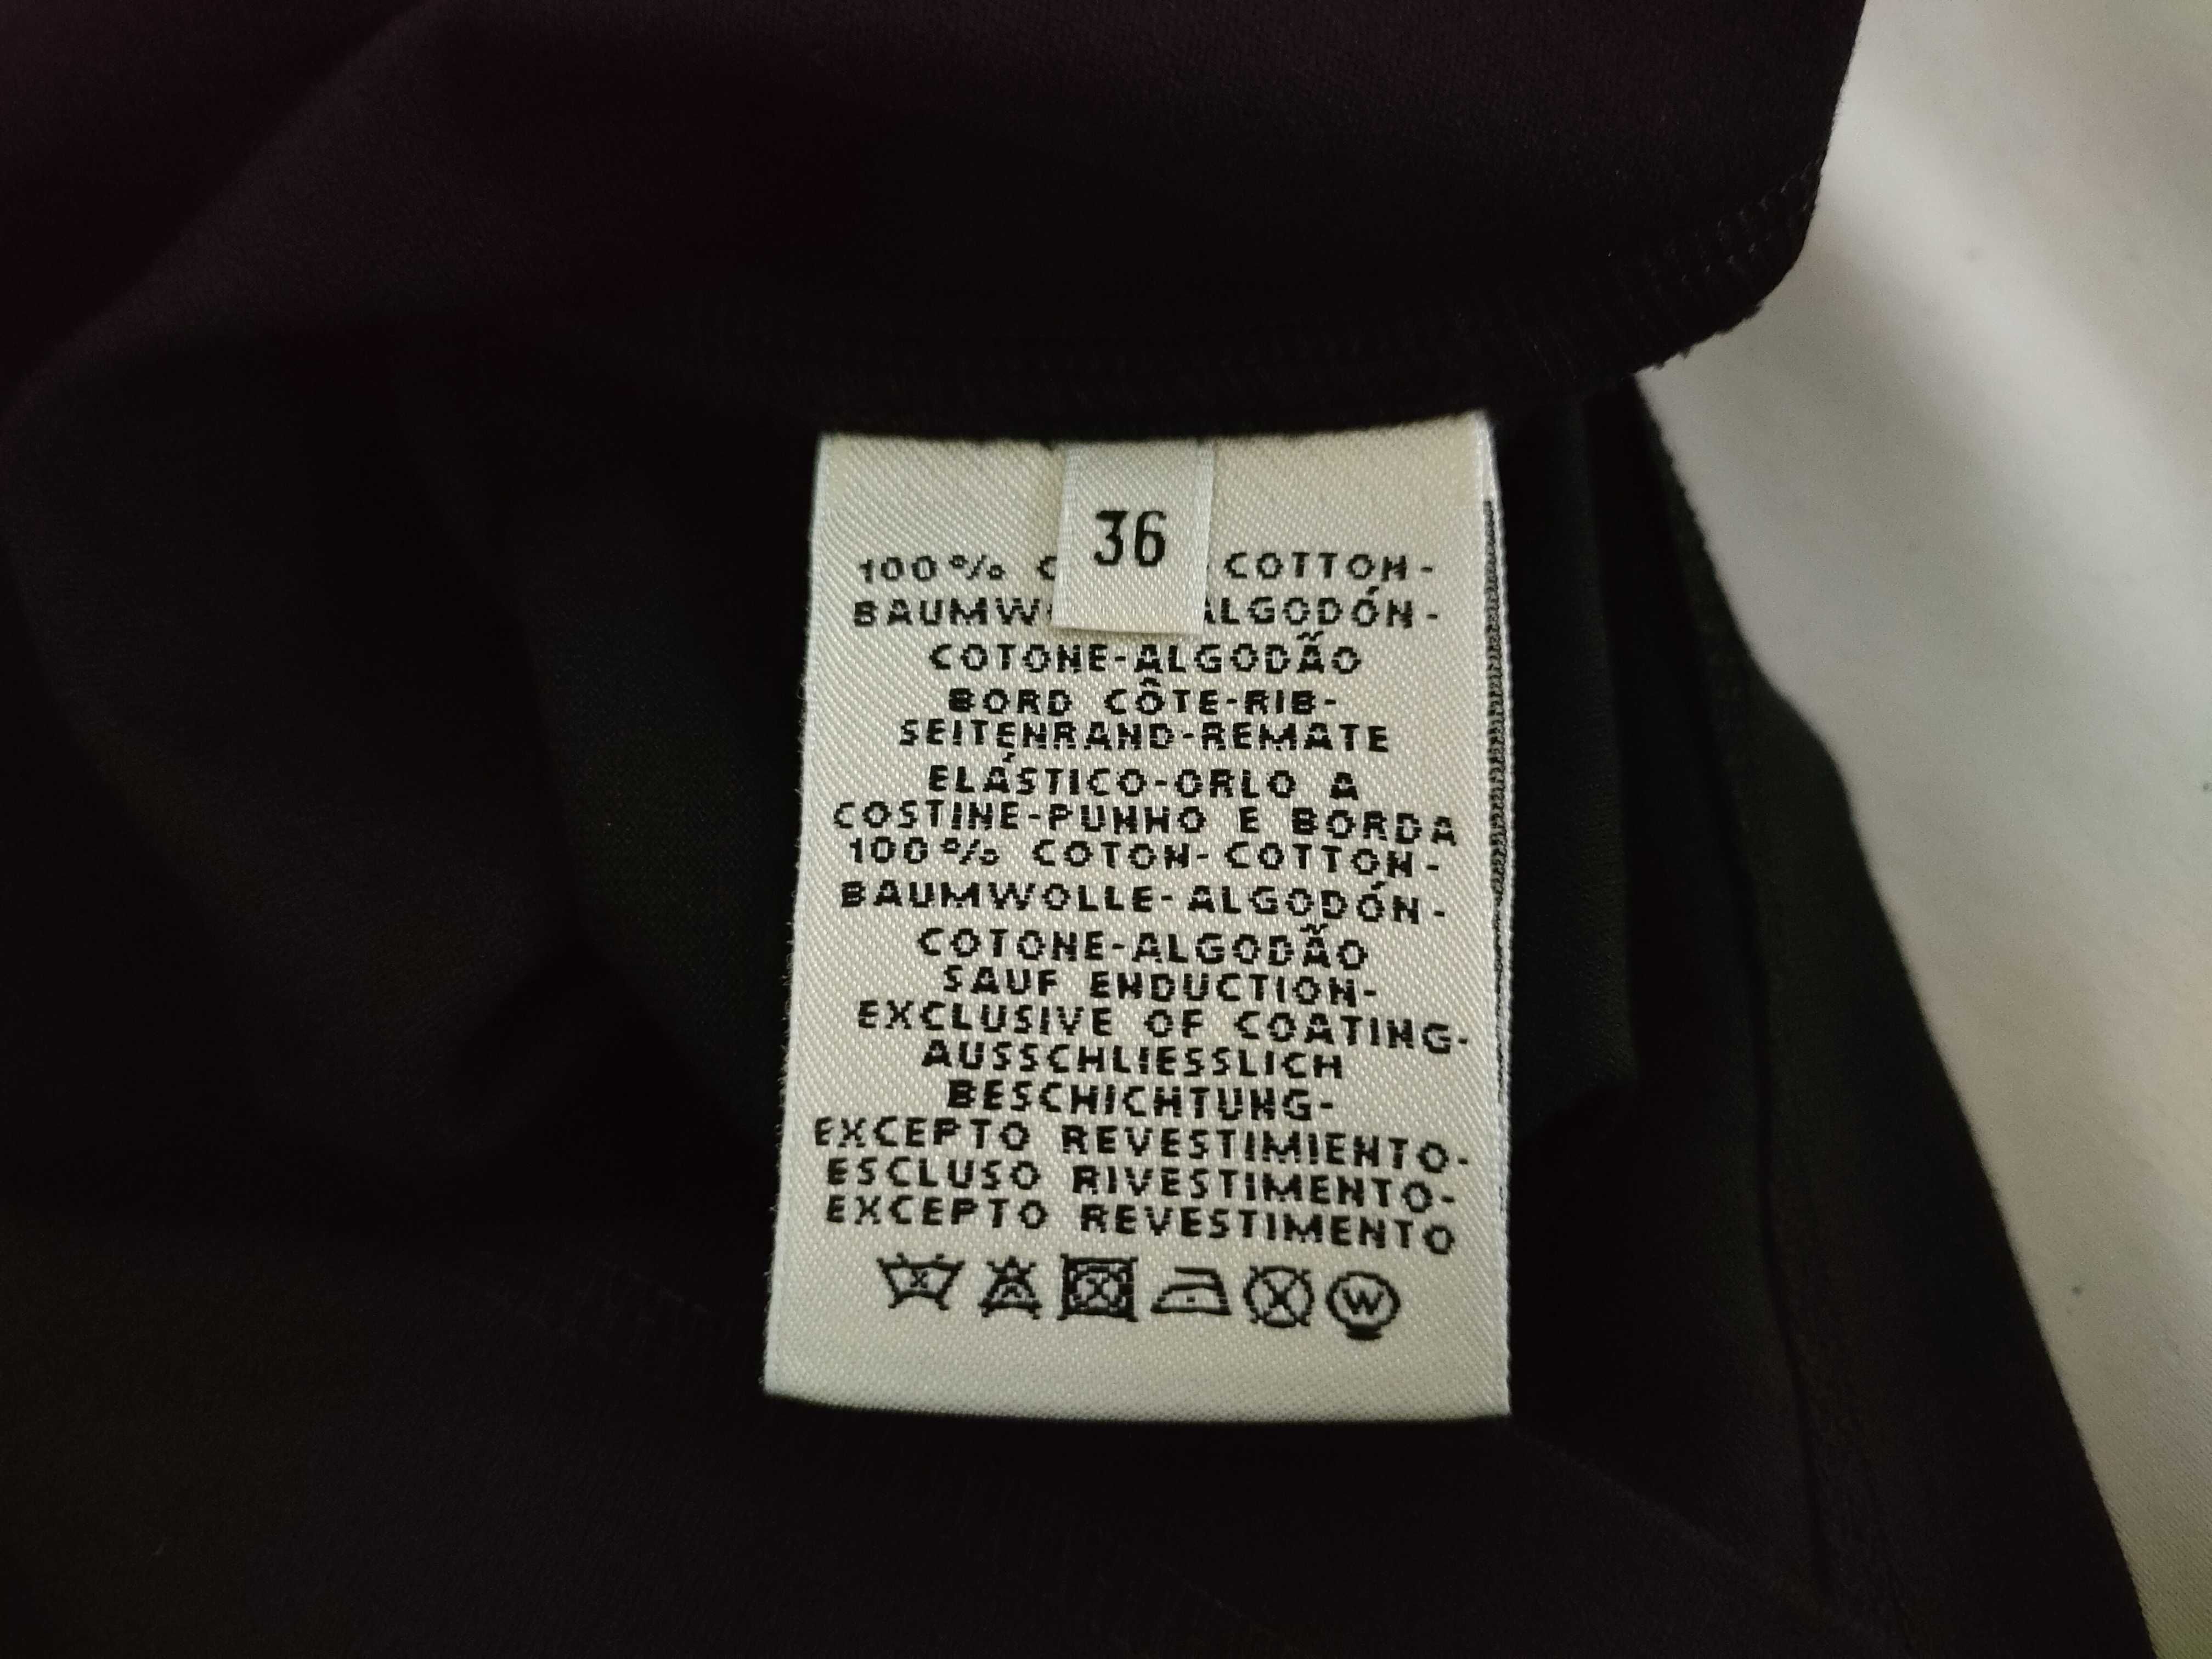 36
100% COTTON-
ALGODÓN-
COTONE-ALGODÃO
BORD CÔTE-RIB-
SEITENRAND-REMATE
ELÁSTICO-ORLO A
COSTINE-PUNHO E BORDA
100% COTON-COTTON-
BAUMWOLLE-ALGODÓN-
COTONE-ALGODÃO
SAUF ENDUCTION-
EXCLUSIVE OF COATING-
AUSSCHLIESSLICH
BESCHICHTUNG-
EXCEPTO REVESTIMIENTO-
ESCLUSO RIVESTIMENTO-
EXCEPTO REVESTIMENTO
W